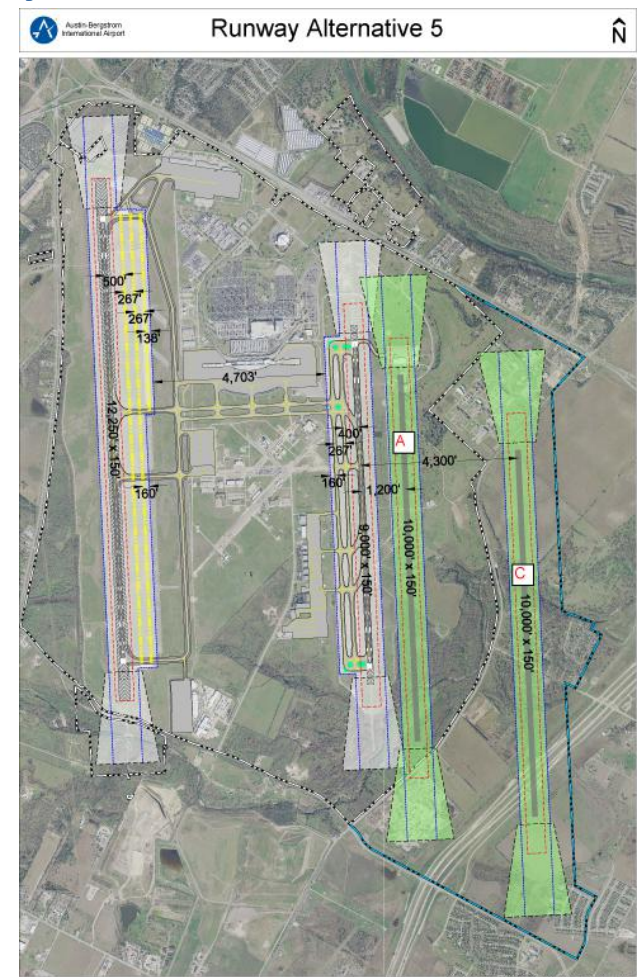 Austin-Bergstrom
International Airport
Runway Alternative 5
N
500'
267'
267'
138'
4,703'
12,250' x 150'
400'
267'
A
4,300'
160'
160'
1,200'
9,000' x 150'
10,000' x 150'
C
10,000' x 150'